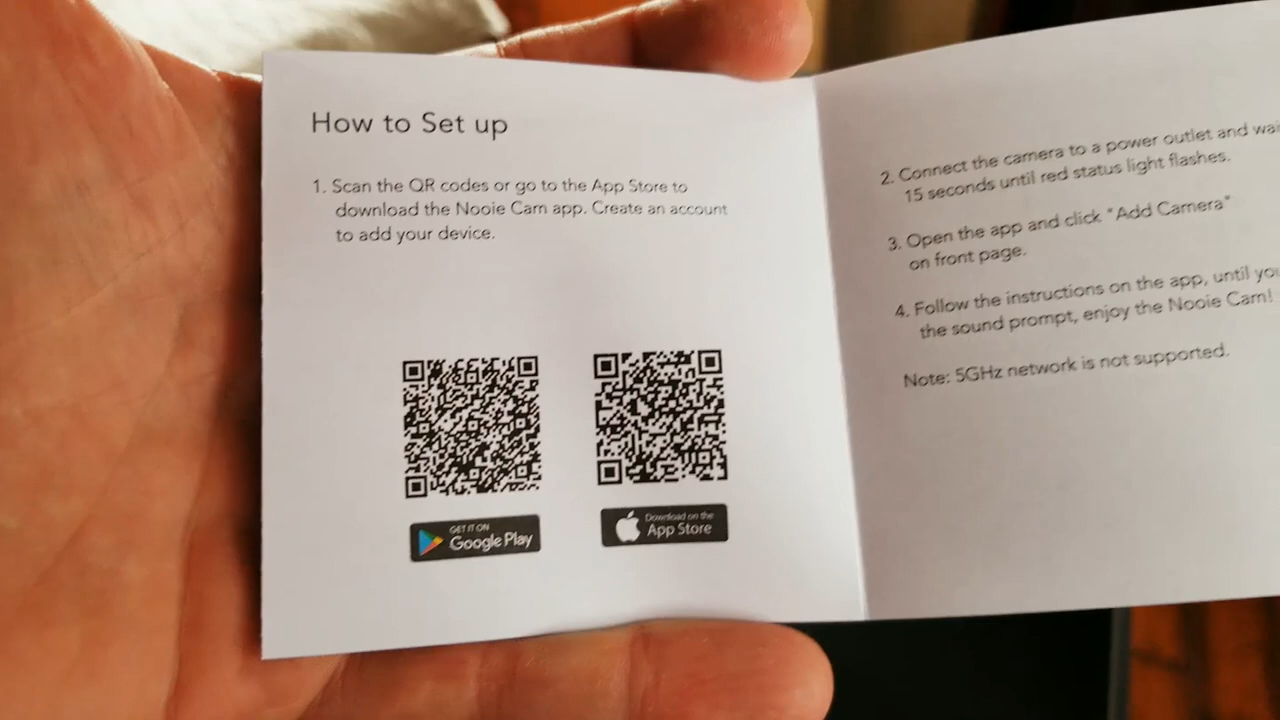 How to Set up
1. Scan the QR codes or go to the App Store to
download the Nooie Cam app. Create an account
to add your device.
GET IT ON
Google Play
Download on the
App Store
2. Connect the camera to a power outlet and
15 seconds until red status light flashes.
3. Open the app and click "Add Camera"
on front page.
4. Follow the instructions on the app, until
the sound prompt, enjoy the Nooie Cam!
Note: 5GHz network is not supported.